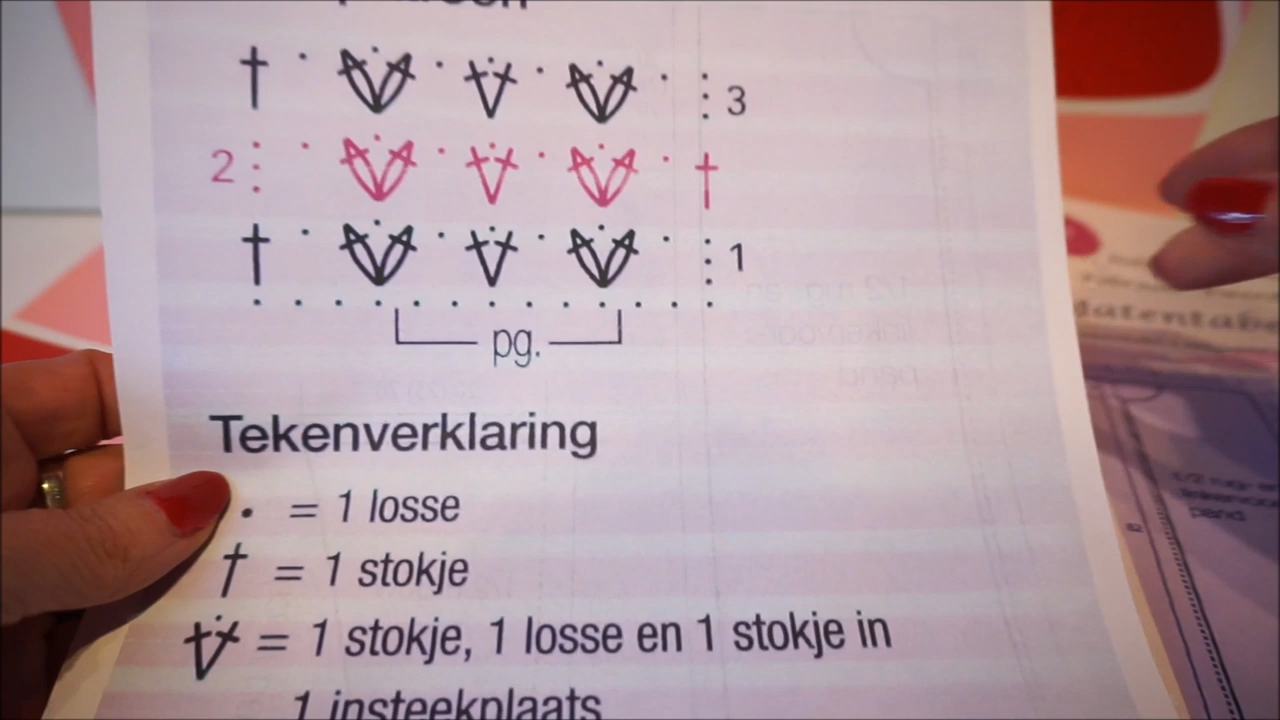 3
2
1
pg.
Tekenverklaring
. = 1 losse
† = 1 stokje
= 1 stokje, 1 losse en 1 stokje in
1 insteekplaats